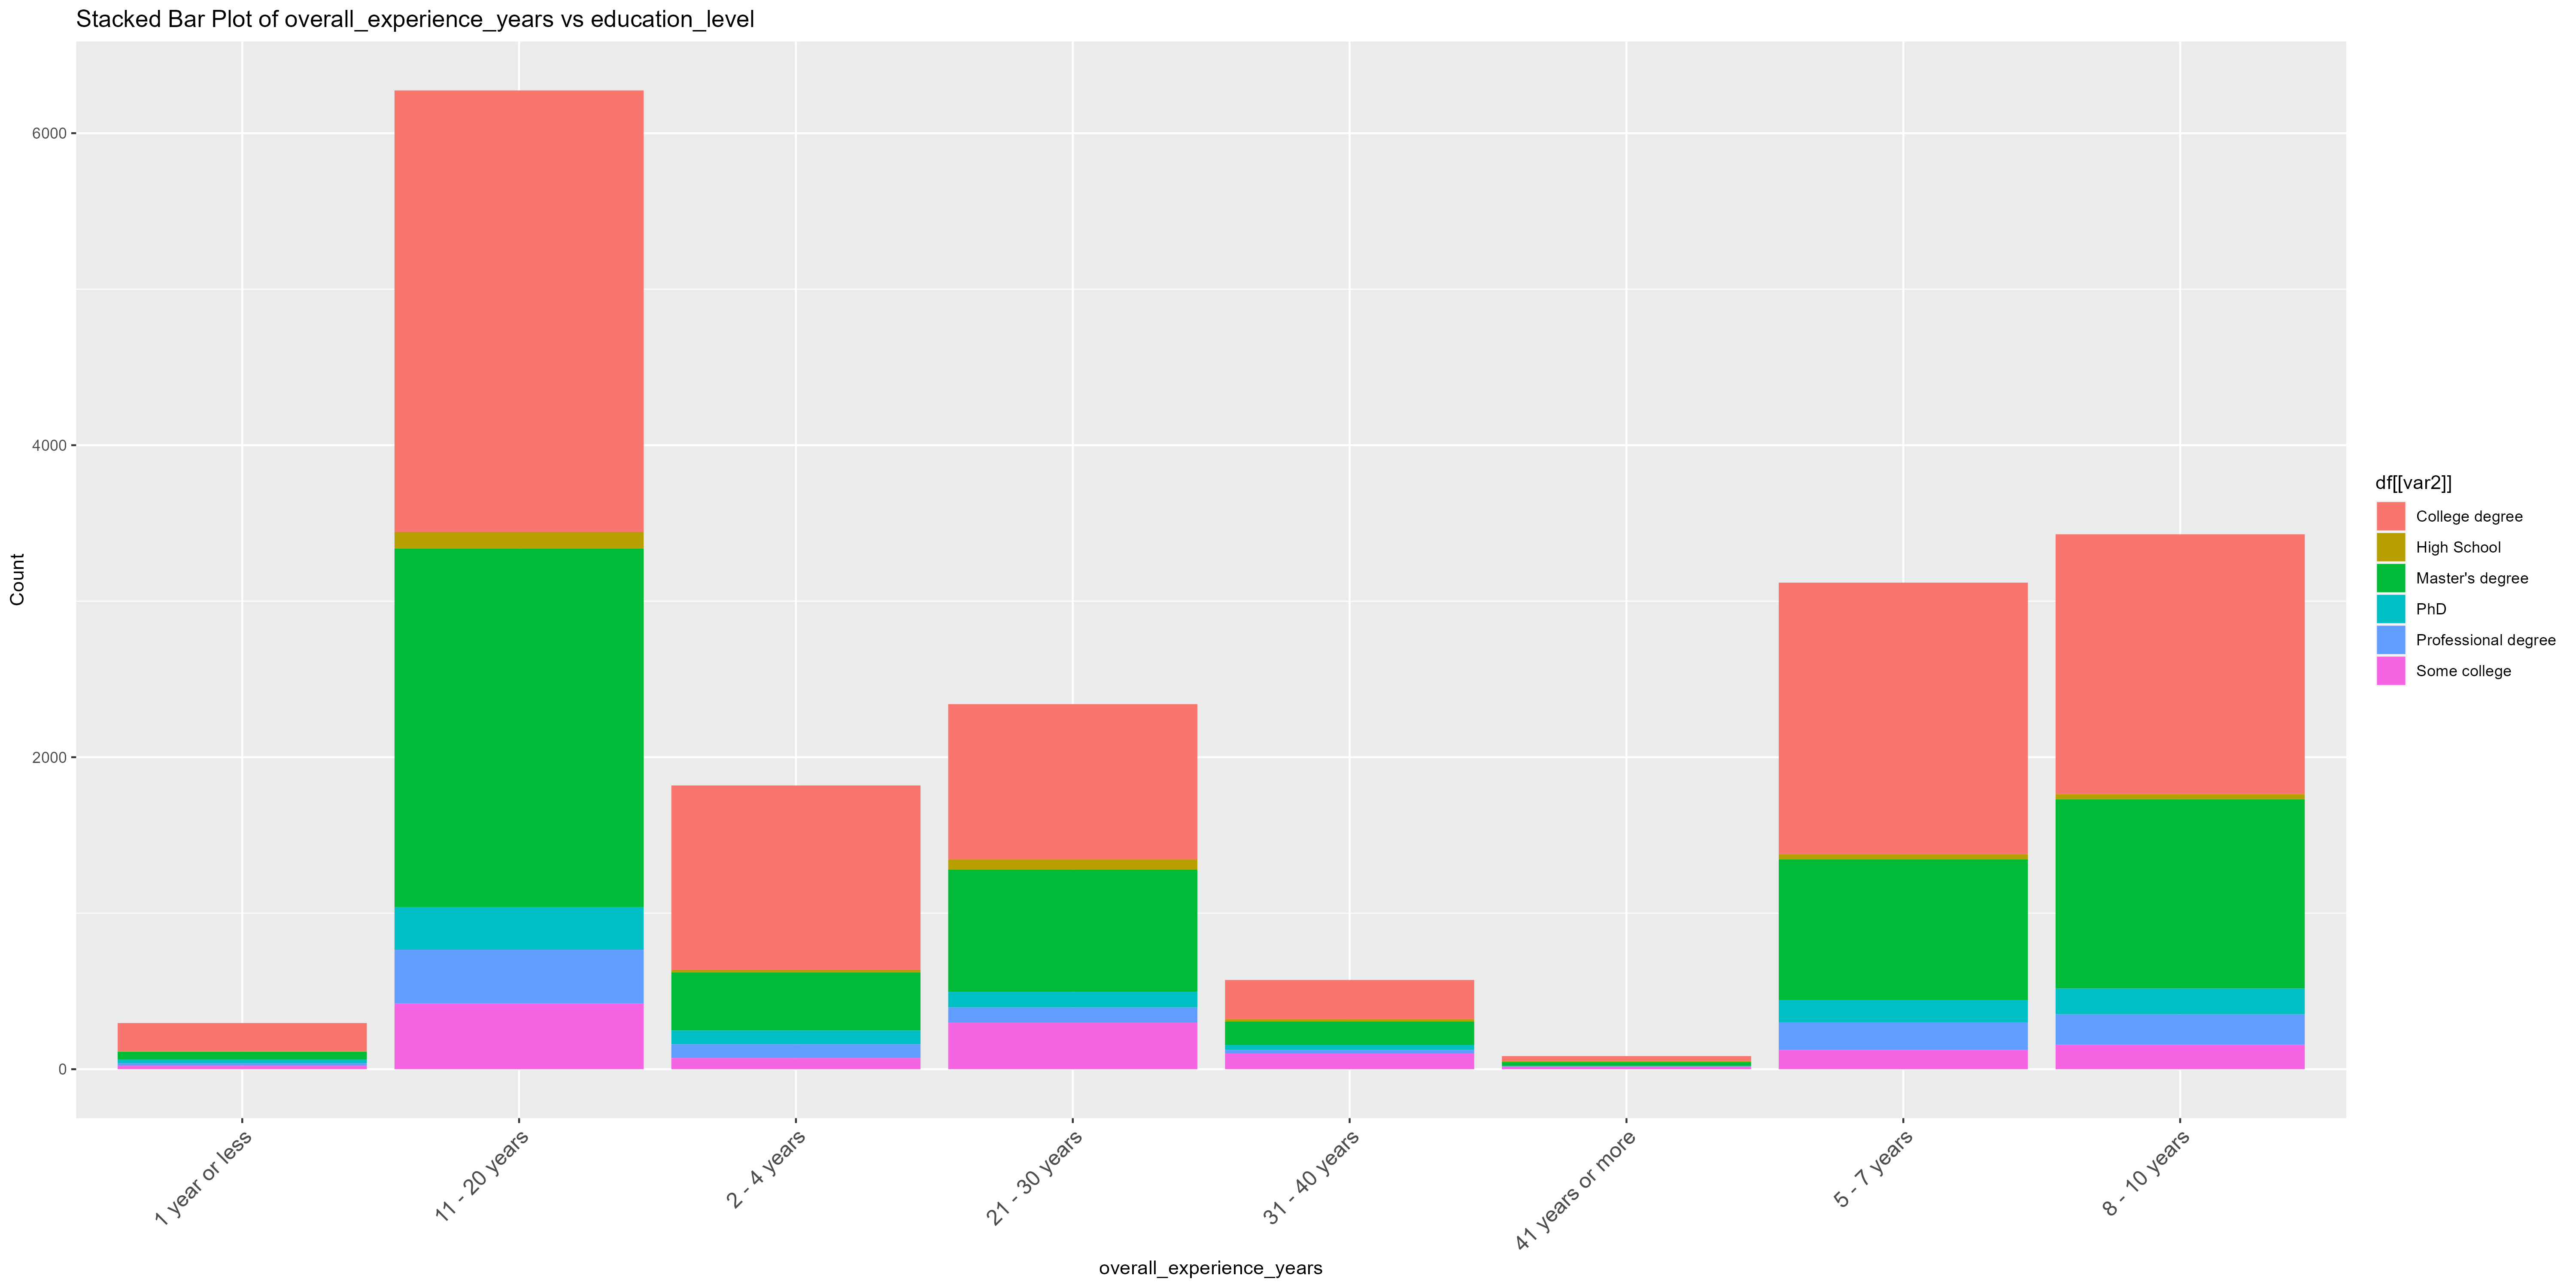 Stacked Bar Plot of overall_experience_years vs education_level
6000
4000
2000
0
Count
1 year or less
11 - 20 years
2 - 4 years
21 - 30 years
31 - 40 years
41 years or more
5 - 7 years
8 - 10 years
overall_experience_years
df[[var2]]
College degree
High School
Master's degree
PhD
Professional degree
Some college